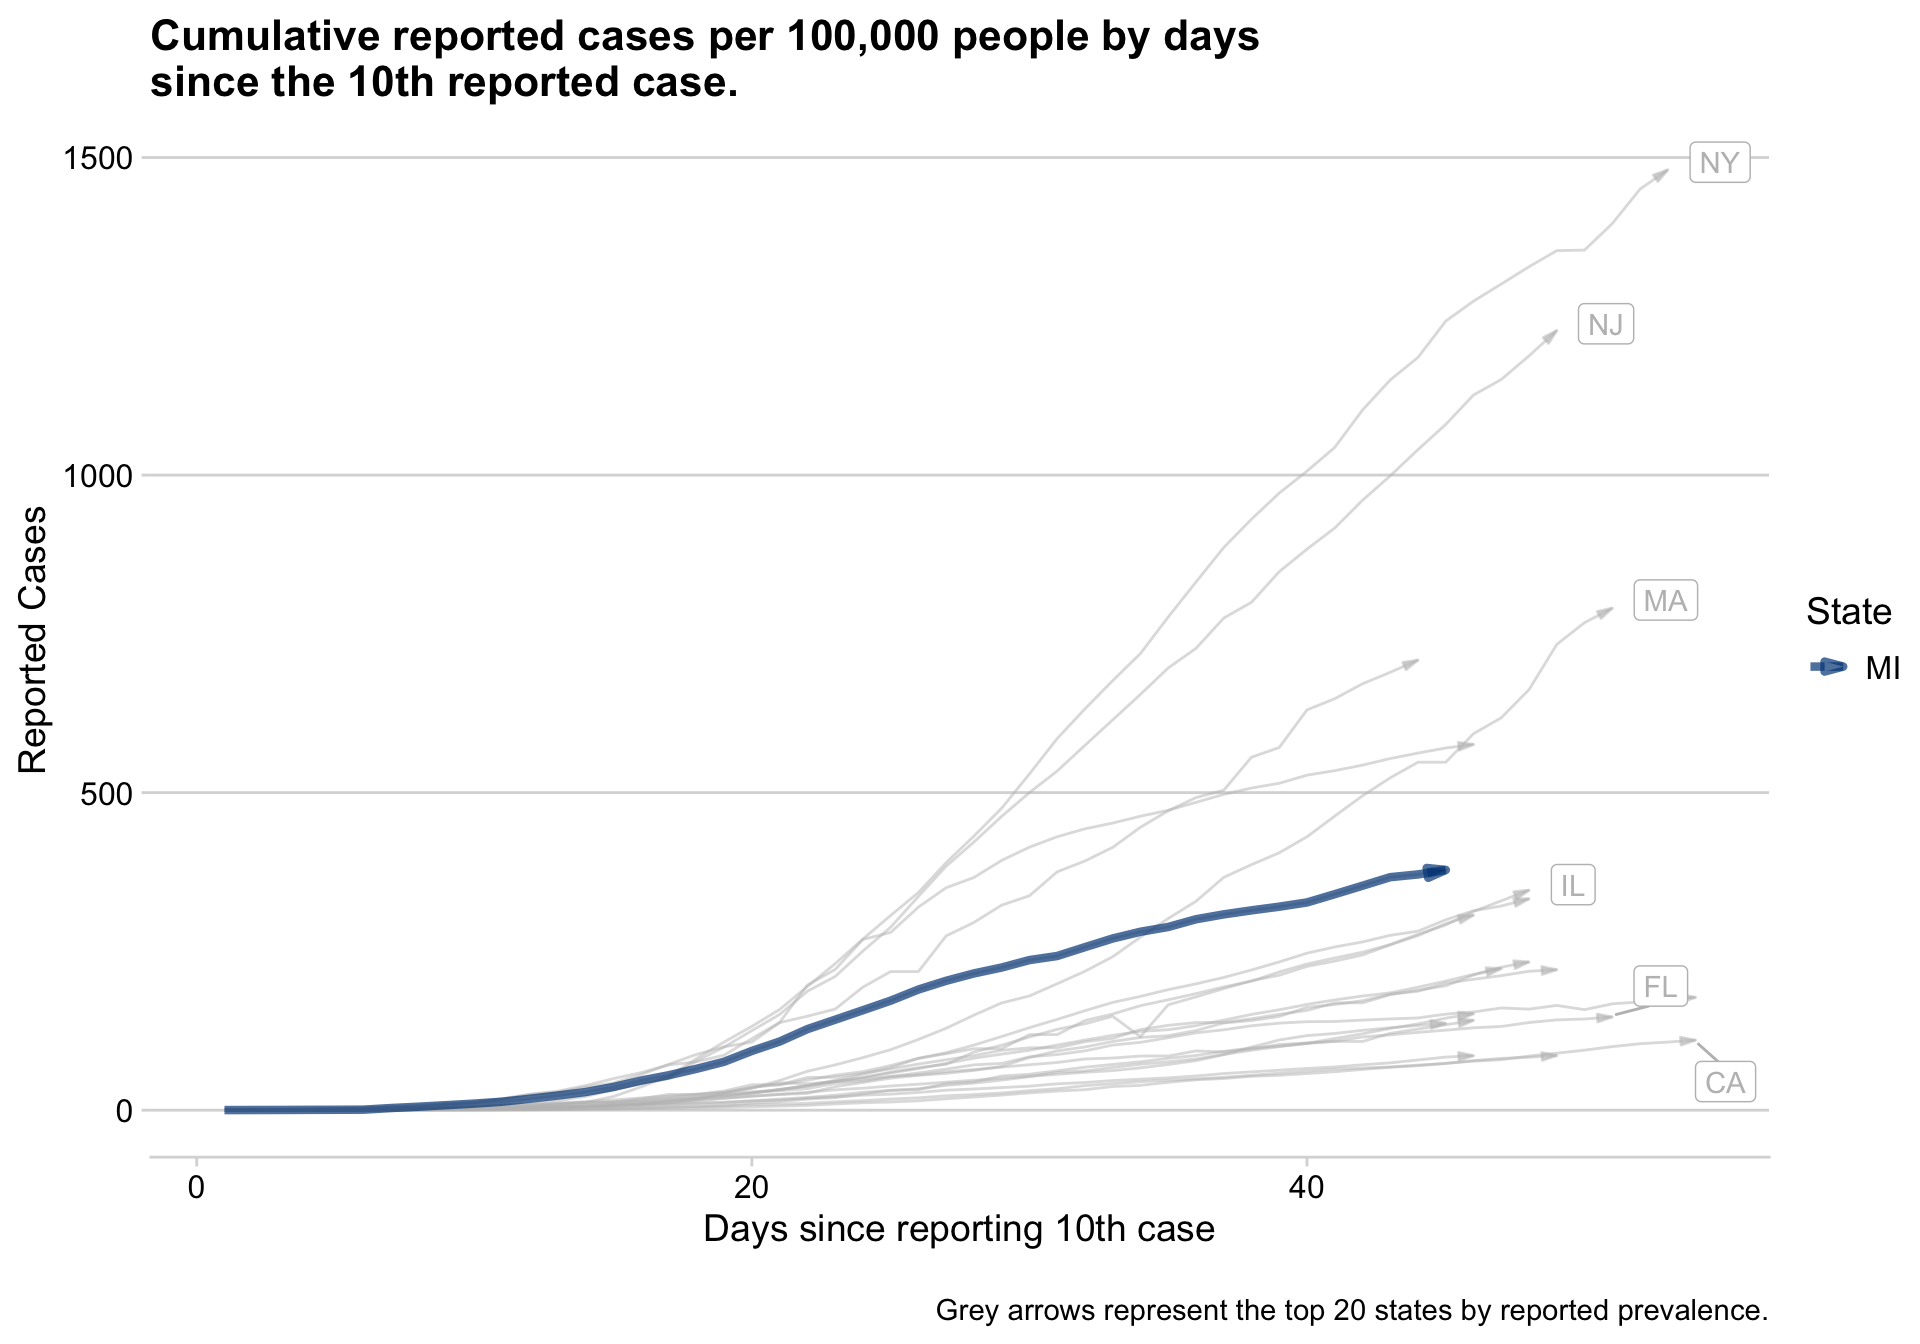 Cumulative reported cases per 100,000 people by days
since the 10th reported case.
1500
1000
500
0
Reported Cases
NY
NJ
MA
IL
FL
CA
State
MI
0
20
40
Days since reporting 10th case
Grey arrows represent the top 20 states by reported prevalence.